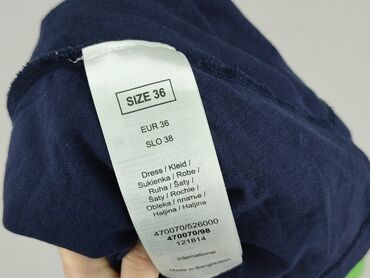 SIZE 36
EUR 36
SLO 38
Dress / Kleid /
Sukienka / Robe /
Ruha / Šaty /
Šaty / Rochie /
Obleka / Платье /
Haljina / Haljina
470070/526000
470070/98
121814
International
Made in Bangladesh